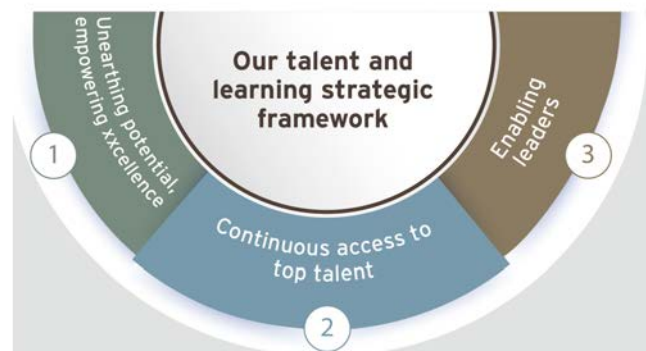 Our talent and
learning strategic
framework
1
Unearthing potential,
empowering xxcellence
2
Continuous access to
top talent
3
Enabling
leaders